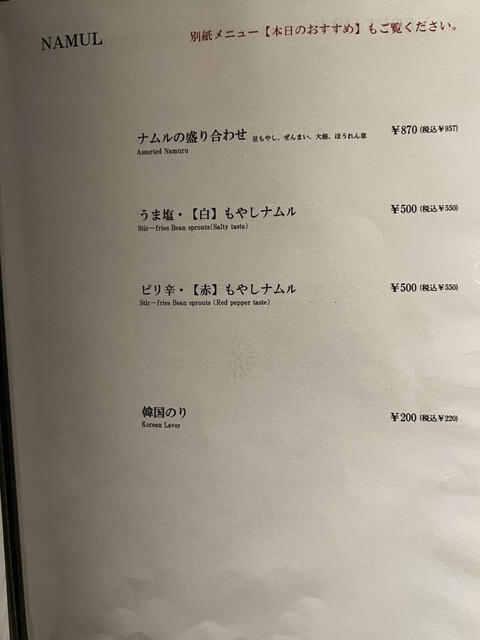 NAMUL
別紙メニュー【本日のおすすめ】もご覧ください。
ナムルの盛り合わせ 豆もやし、ぜんまい、大根、ほうれん草 ¥870 (税込¥957)
Assorted Namuru
うま塩・【白】もやしナムル ¥500 (税込¥550)
Stir-fries Bean sprouts(Salty taste)
ピリ辛・【赤】もやしナムル ¥500 (税込¥550)
Stir-fries Bean sprouts (Red pepper taste)
韓国のり ¥200 (税込¥220)
Korean Laver